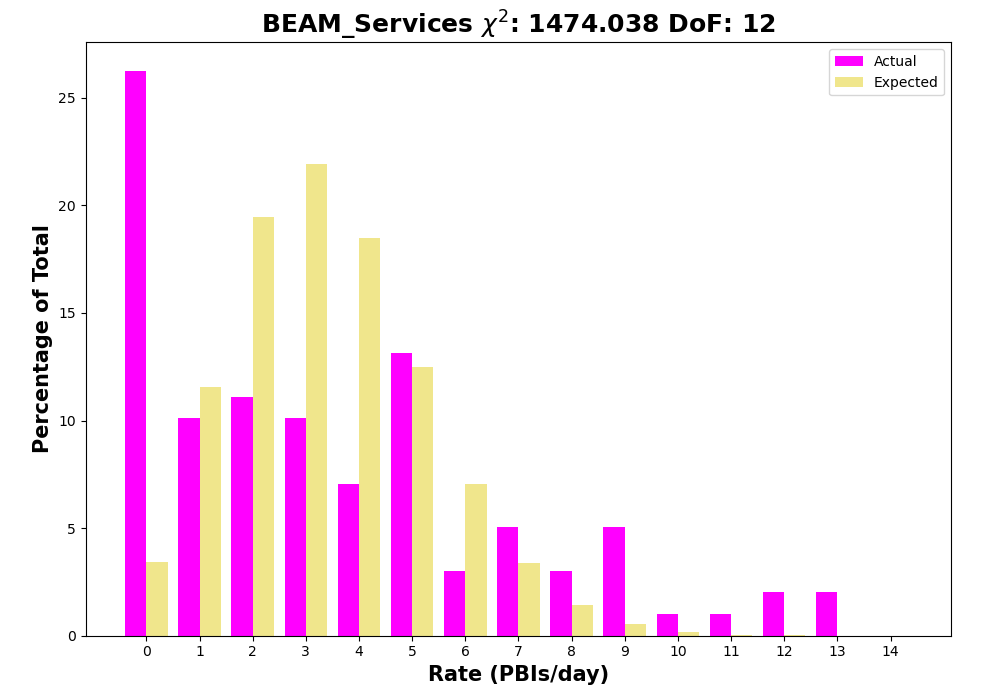 BEAM_Services χ²: 1474.038 DoF: 12
Actual
Expected
Percentage of Total
25
20
15
10
5
0
0 1 2 3 4 5 6 7 8 9 10 11 12 13 14
Rate (PBIs/day)